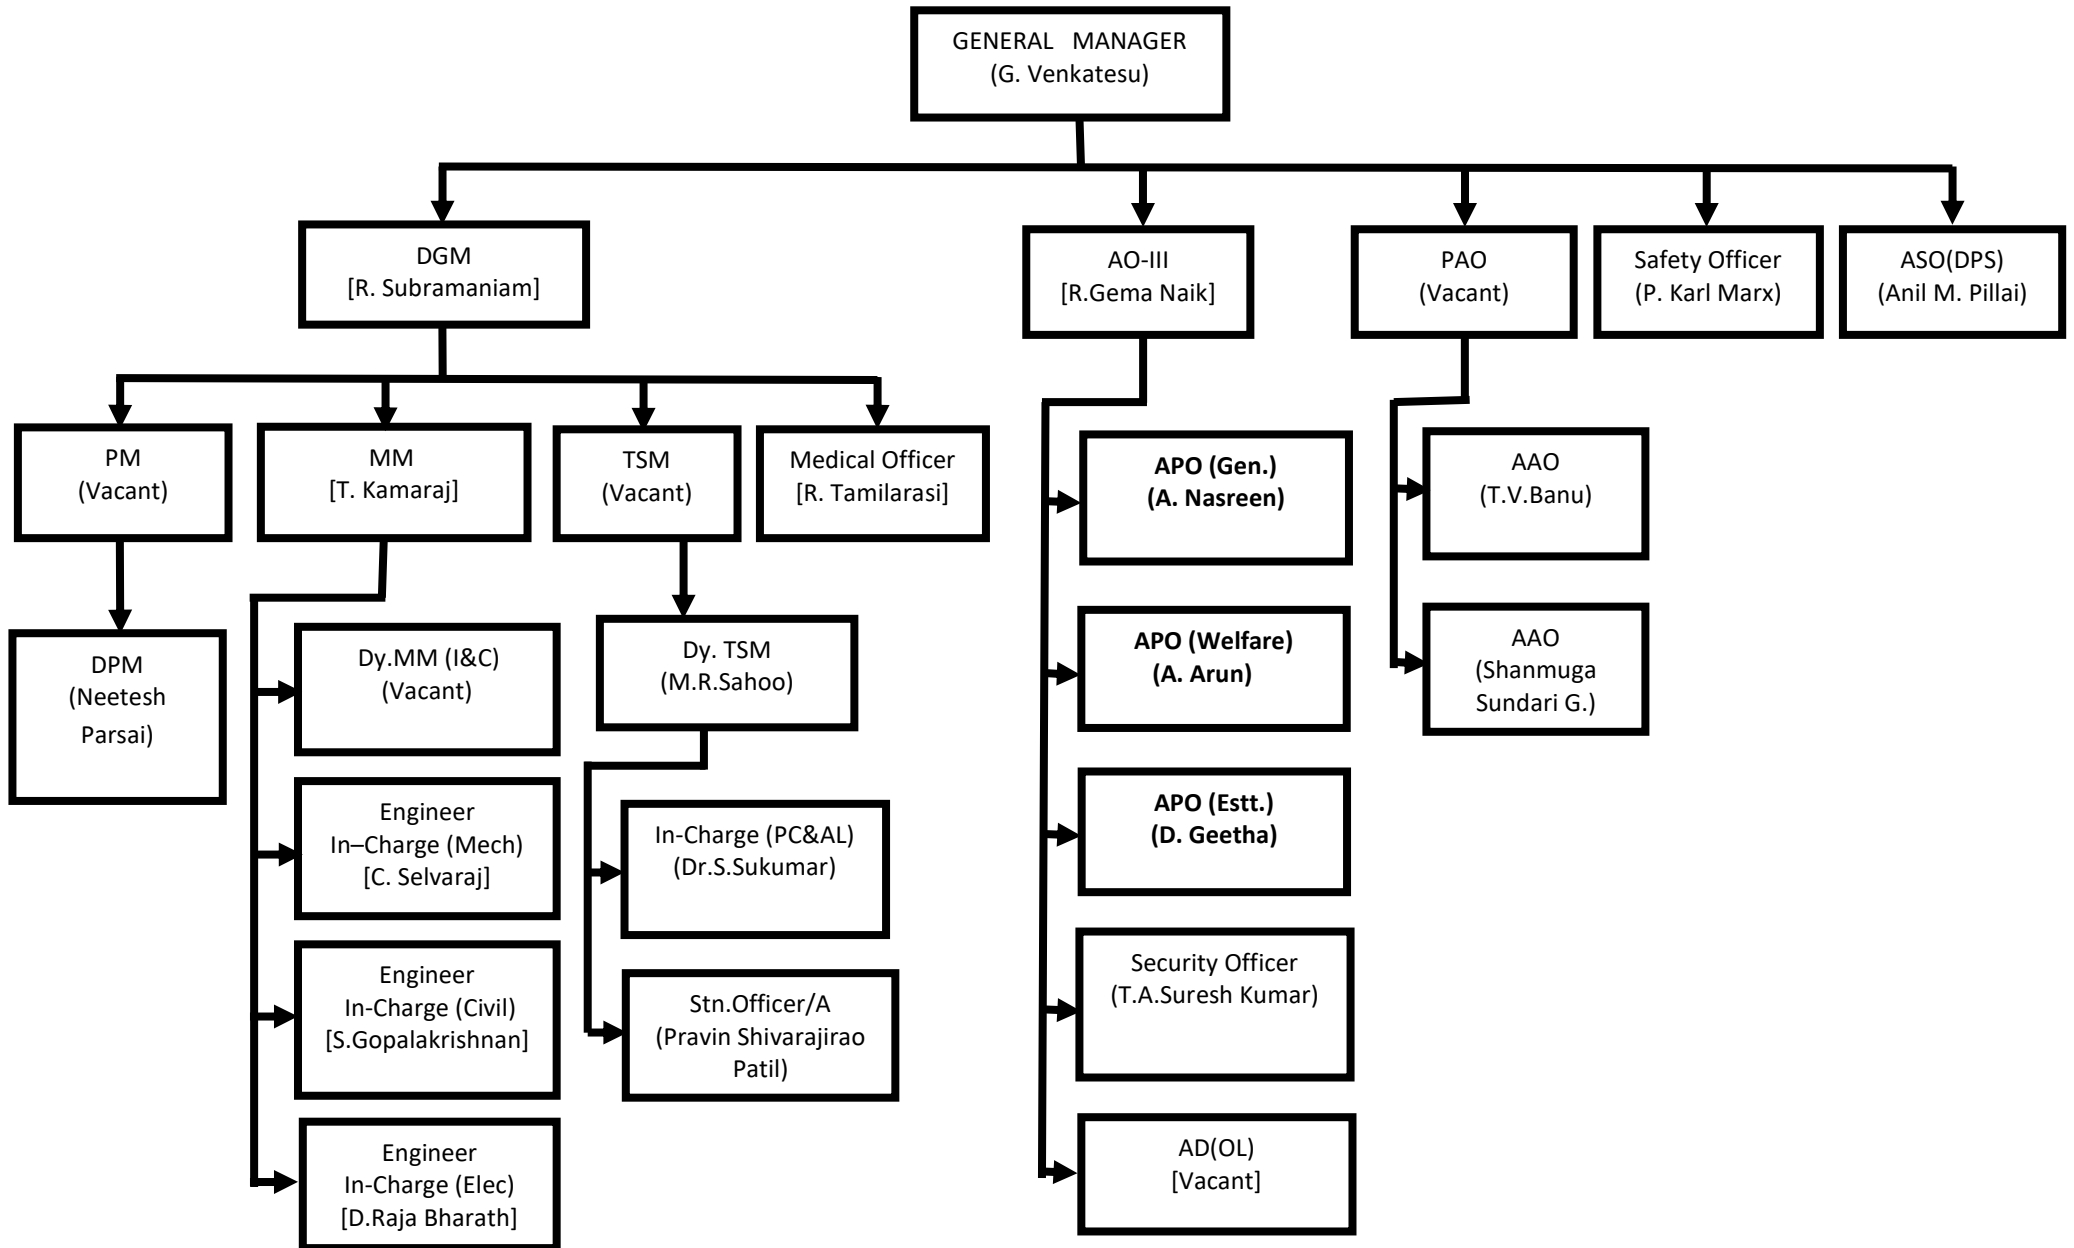 GENERAL MANAGER
(G. Venkatesu)
DGM
[R. Subramaniam]
AO-III
[R.Gema Naik]
PAO
(Vacant)
Safety Officer
(P. Karl Marx)
ASO(DPS)
(Anil M. Pillai)
PM
(Vacant)
MM
[T. Kamaraj]
TSM
(Vacant)
Medical Officer
[R. Tamilarasi]
APO (Gen.)
(A. Nasreen)
AAO
(T.V.Banu)
DPM
(Neetesh
Parsai)
Dy.MM (I&C)
(Vacant)
Dy. TSM
(M.R.Sahoo)
APO (Welfare)
(A. Arun)
AAO
(Shanmuga
Sundari G.)
Engineer
In–Charge (Mech)
[C. Selvaraj]
In-Charge (PC&AL)
(Dr.S.Sukumar)
APO (Estt.)
(D. Geetha)
Engineer
In-Charge (Civil)
[S.Gopalakrishnan]
Stn.Officer/A
(Pravin Shivarajirao
Patil)
Security Officer
(T.A.Suresh Kumar)
Engineer
In-Charge (Elec)
[D.Raja Bharath]
AD(OL)
[Vacant]